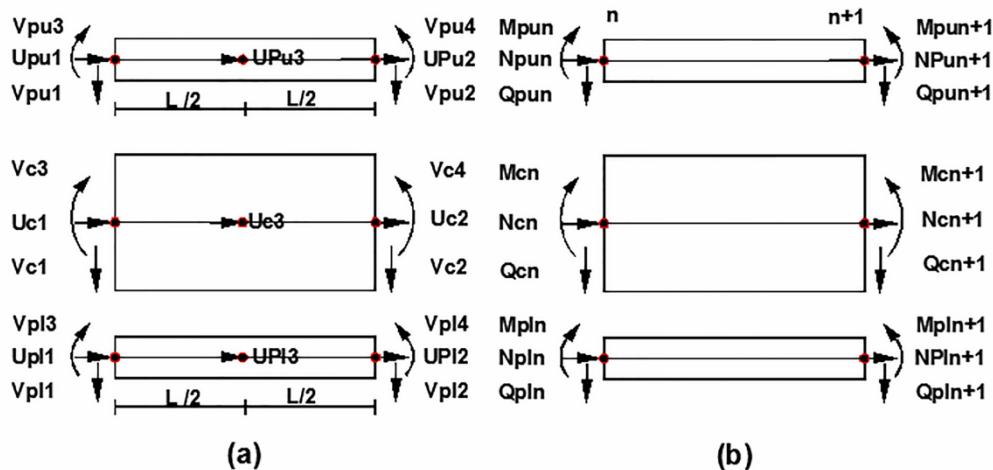 Vpu3 Vpu4 Mpun n n+1 Mpun+1
Upu1 UPu3 UPu2 Npun NPun+1
Vpu1 Vpu2 Qpun Qpun+1
L /2 L/2
Vc3 Vc4 Mcn Mcn+1
Uc1 Uc3 Uc2 Ncn Ncn+1
Vc1 Vc2 Qcn Qcn+1
Vpl3 Vpl4 Mpln Mpln+1
Upl1 UPl3 UPl2 Npln NPln+1
Vpl1 Vpl2 Qpln Qpln+1
L /2 L/2
(a) (b)